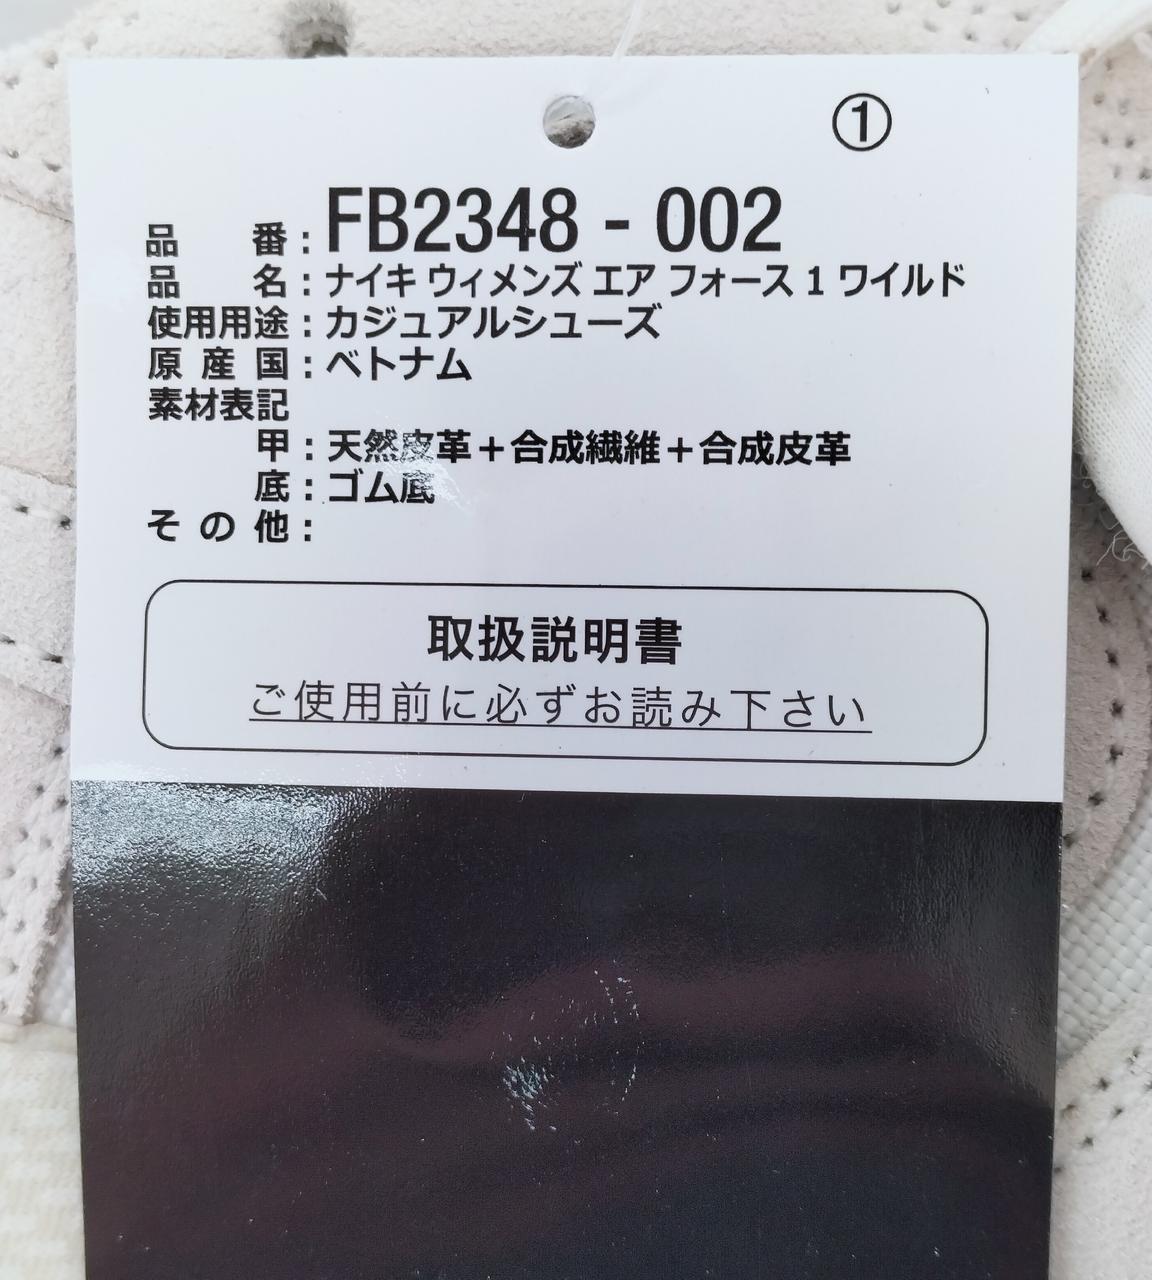 ①
品番：FB2348 - 002
品名：ナイキ ウィメンズ エア フォース 1 ワイルド
使用用途：カジュアルシューズ
原産国：ベトナム
素材表記
甲：天然皮革＋合成繊維＋合成皮革
底：ゴム底
その他：
取扱説明書
ご使用前に必ずお読み下さい